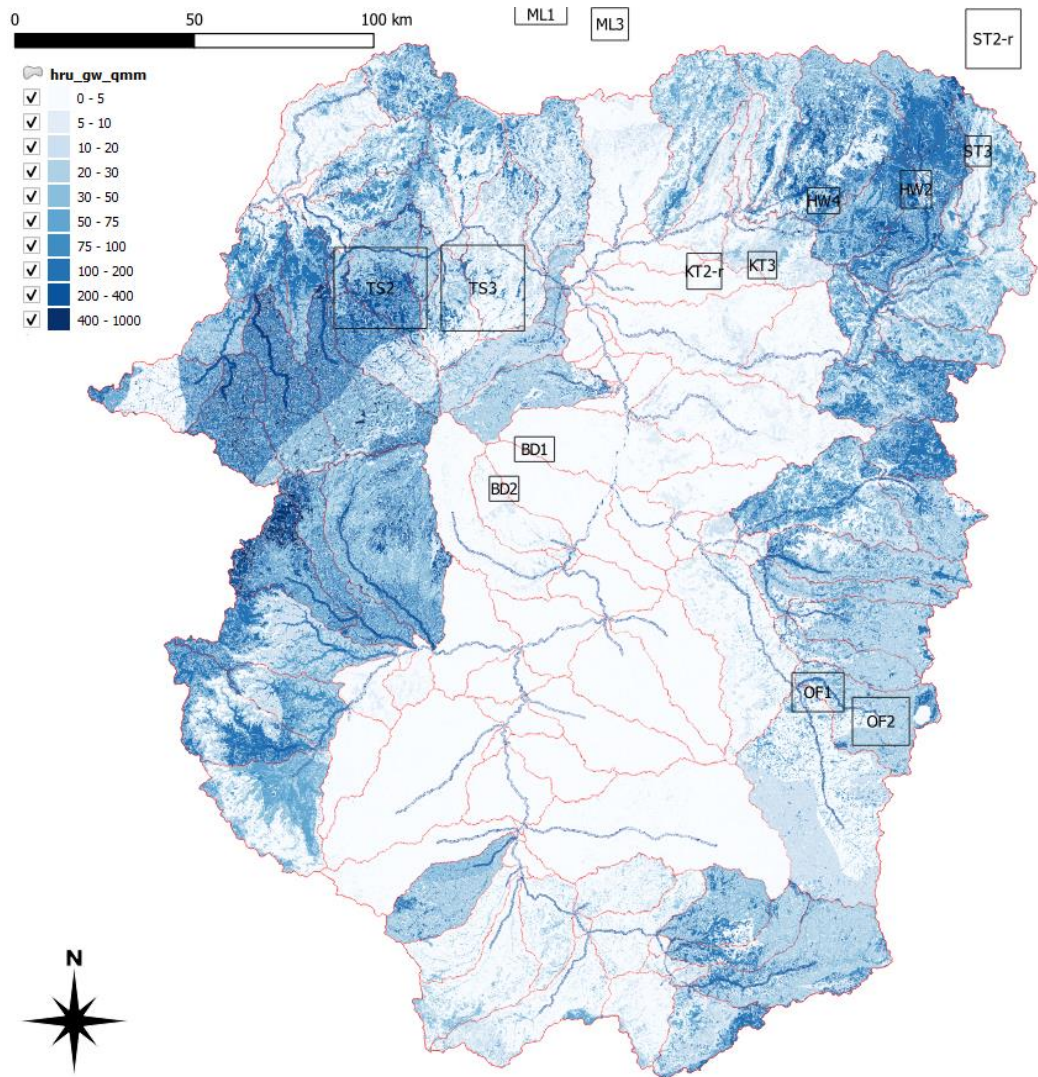 0 50 100 km
ML1
ML3
ST2-r
hru_gw_qmm
0 - 5
5 - 10
10 - 20
20 - 30
30 - 50
50 - 75
75 - 100
100 - 200
200 - 400
400 - 1000
ST3
HW2
HW4
KT2-r
KT3
TS2
TS3
BD1
BD2
OF1
OF2
N